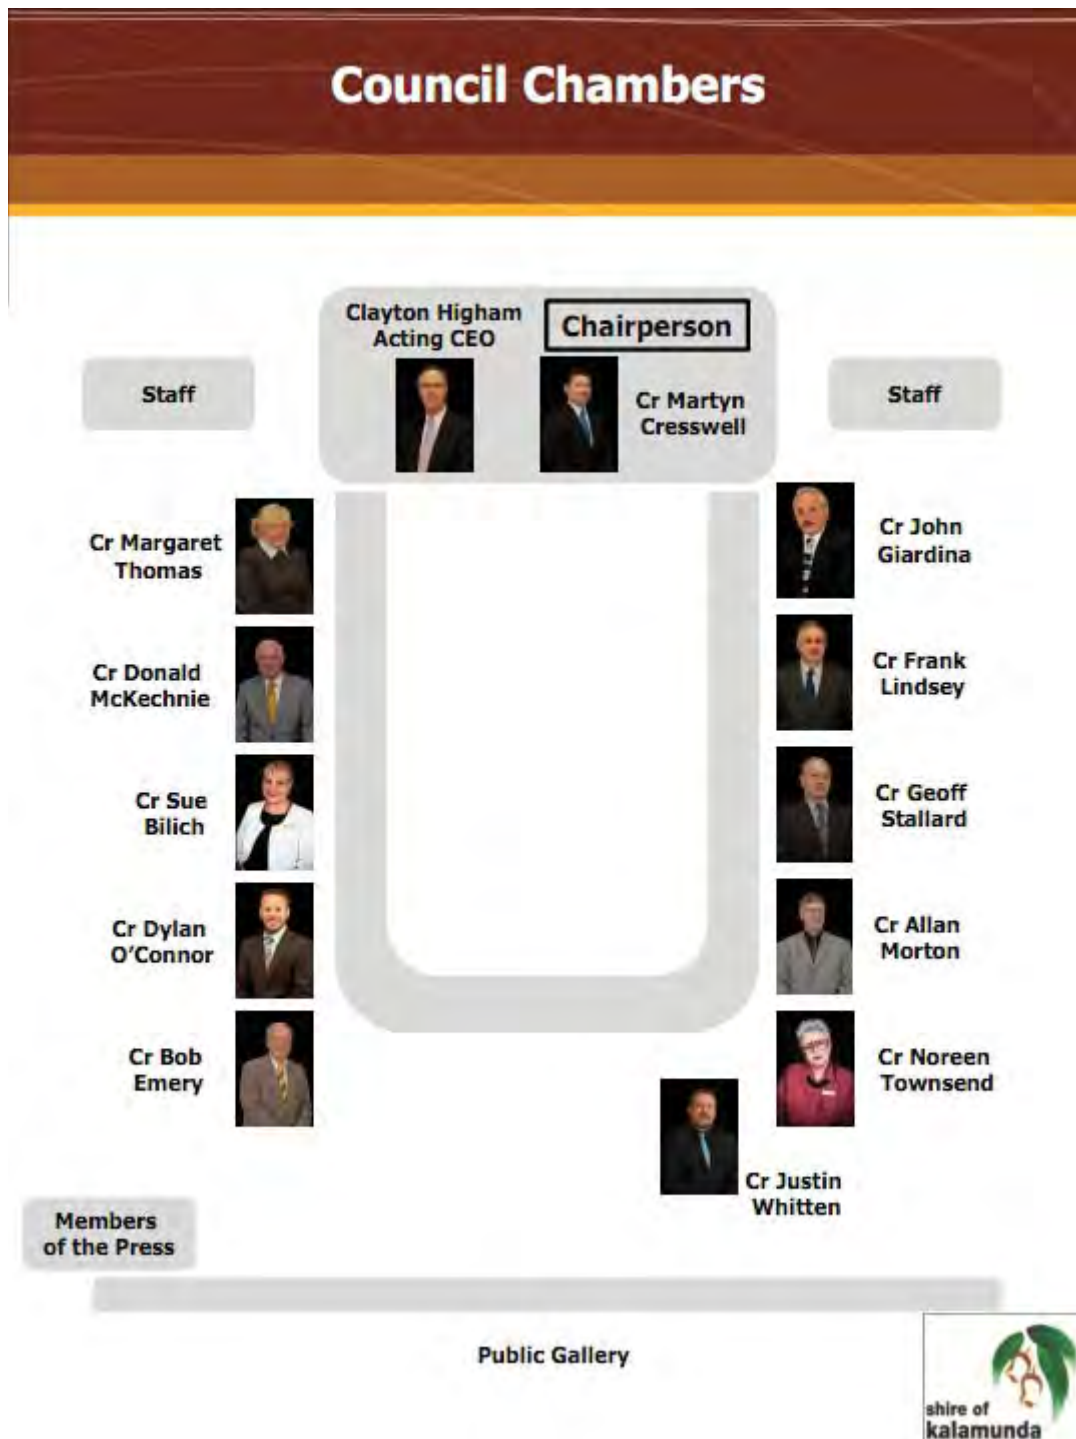 Council Chambers
Clayton Higham
Acting CEO
Chairperson
Cr Martyn
Cresswell
Staff
Staff
Cr Margaret
Thomas
Cr Donald
McKechnie
Cr Sue
Bilich
Cr Dylan
O'Connor
Cr Bob
Emery
Cr John
Giardina
Cr Frank
Lindsey
Cr Geoff
Stallard
Cr Allan
Morton
Cr Noreen
Townsend
Cr Justin
Whitten
Members
of the Press
Public Gallery
shire of
kalamunda